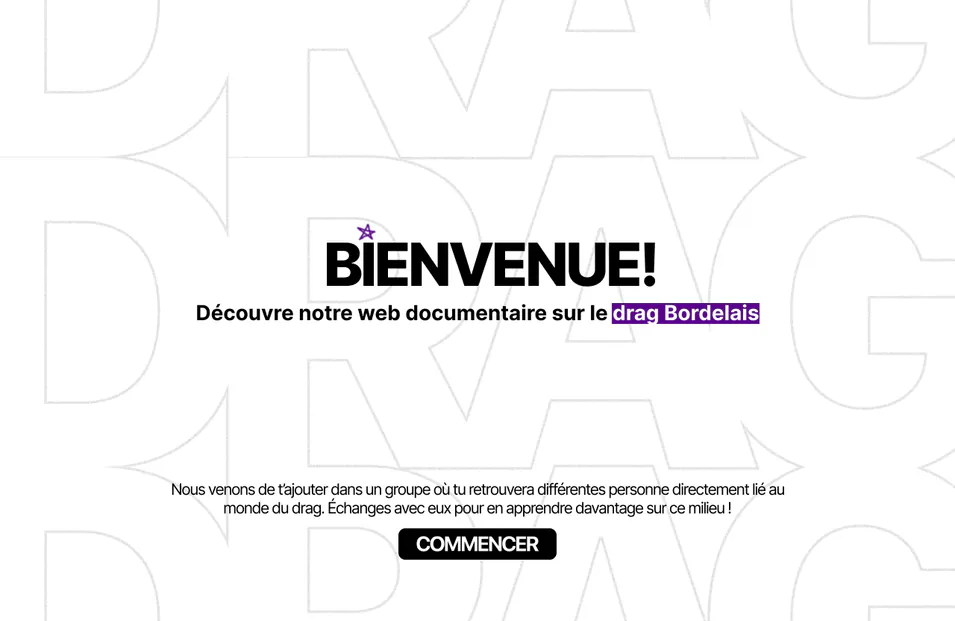 DRAG
DRAG
BIENVENUE!
Découvre notre web documentaire sur le drag Bordelais
DRAG
Nous venons de t'ajouter dans un groupe où tu retrouvera différentes personne directement lié au
monde du drag. Échanges avec eux pour en apprendre davantage sur ce milieu !
COMMENCER